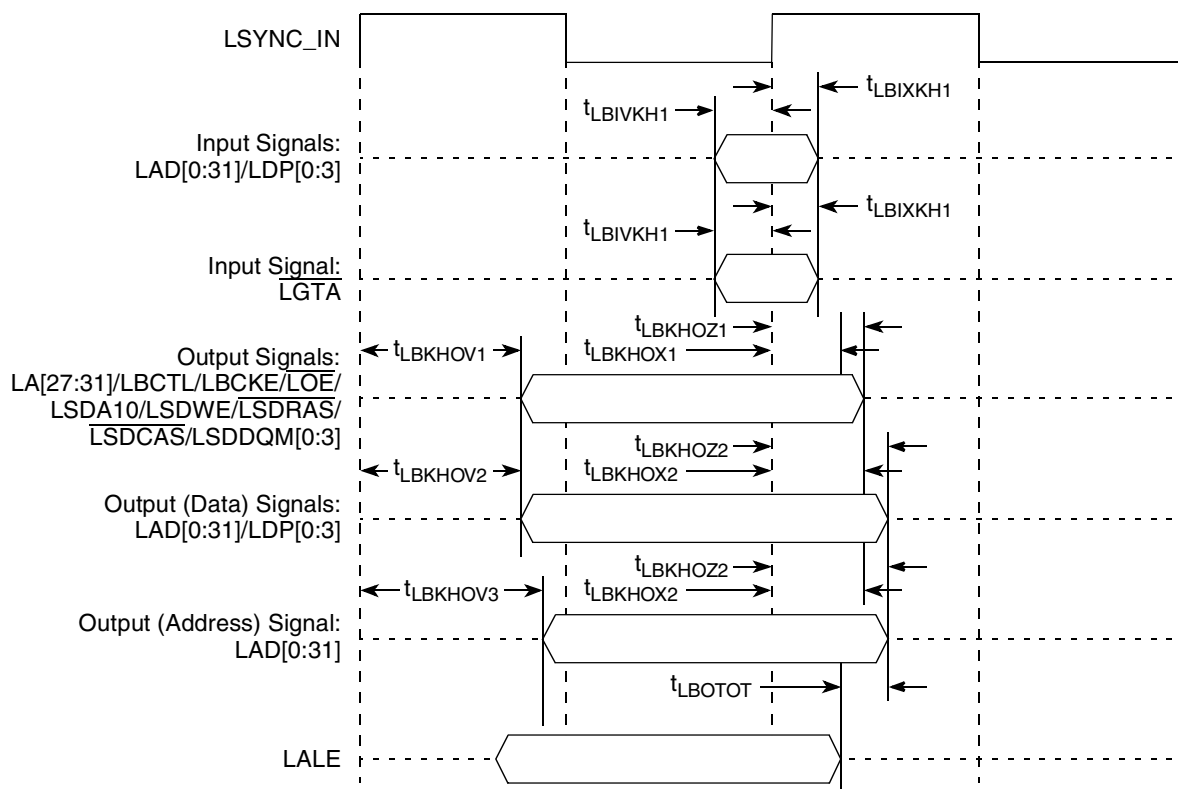 LSYNC_IN
tLBIXKH1
tLBIVKH1
Input Signals:
LAD[0:31]/LDP[0:3]
tLBIXKH1
tLBIVKH1
Input Signal:
LGTA
tLBKHOZ1
tLBKHOV1
tLBKHOX1
Output Signals:
LA[27:31]/LBCTL/LBCKE/LOE/
LSDA10/LSDWE/LSDRAS/
LSDCAS/LSDDQM[0:3]
tLBKHOZ2
tLBKHOV2
tLBKHOX2
Output (Data) Signals:
LAD[0:31]/LDP[0:3]
tLBKHOZ2
tLBKHOV3
tLBKHOX2
Output (Address) Signal:
LAD[0:31]
tLBOTOT
LALE